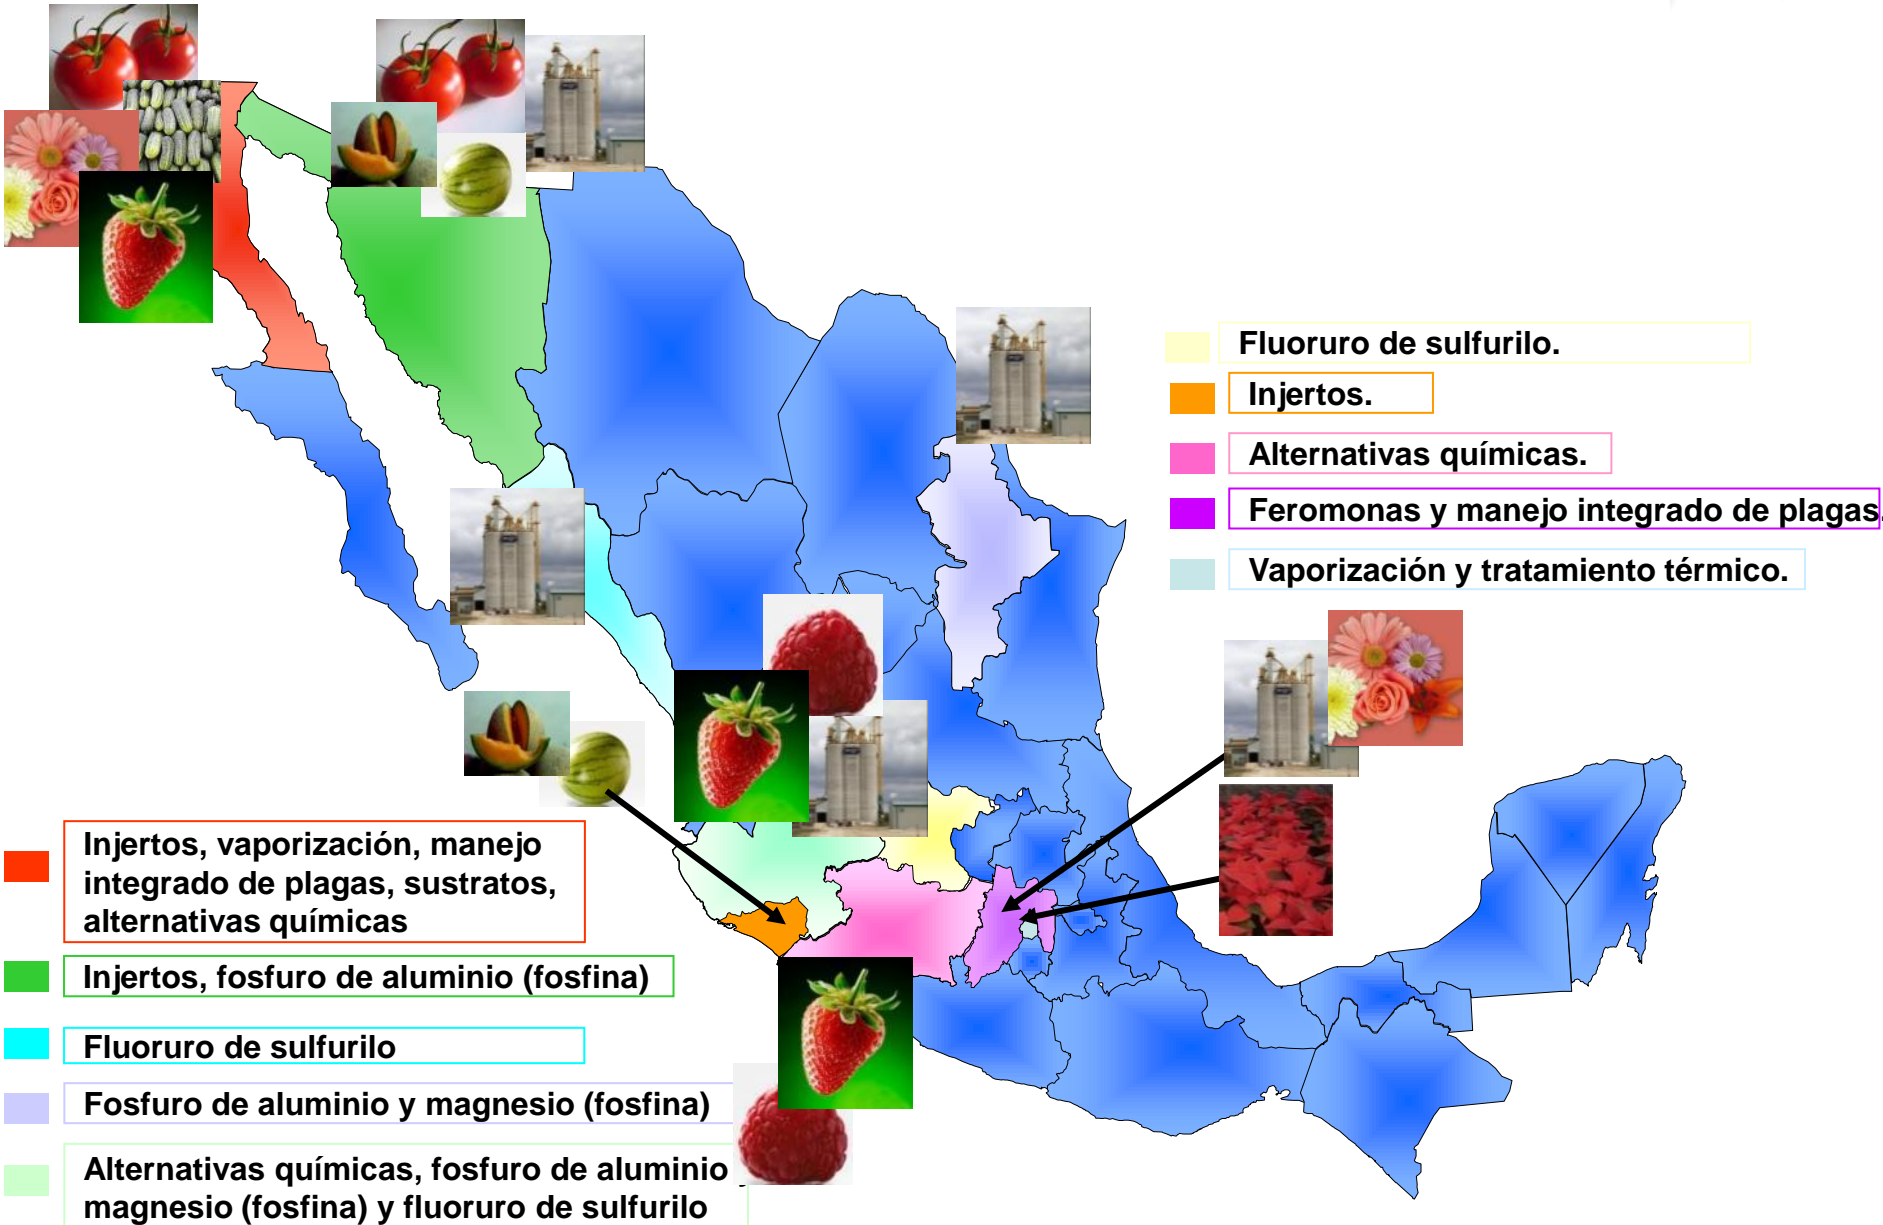 Fluoruro de sulfurilo.
Injertos.
Alternativas químicas.
Feromonas y manejo integrado de plagas.
Vaporización y tratamiento térmico.
Injertos, vaporización, manejo
integrado de plagas, sustratos,
alternativas químicas
Injertos, fosfuro de aluminio (fosfina)
Fluoruro de sulfurilo
Fosfuro de aluminio y magnesio (fosfina)
Alternativas químicas, fosfuro de aluminio
magnesio (fosfina) y fluoruro de sulfurilo